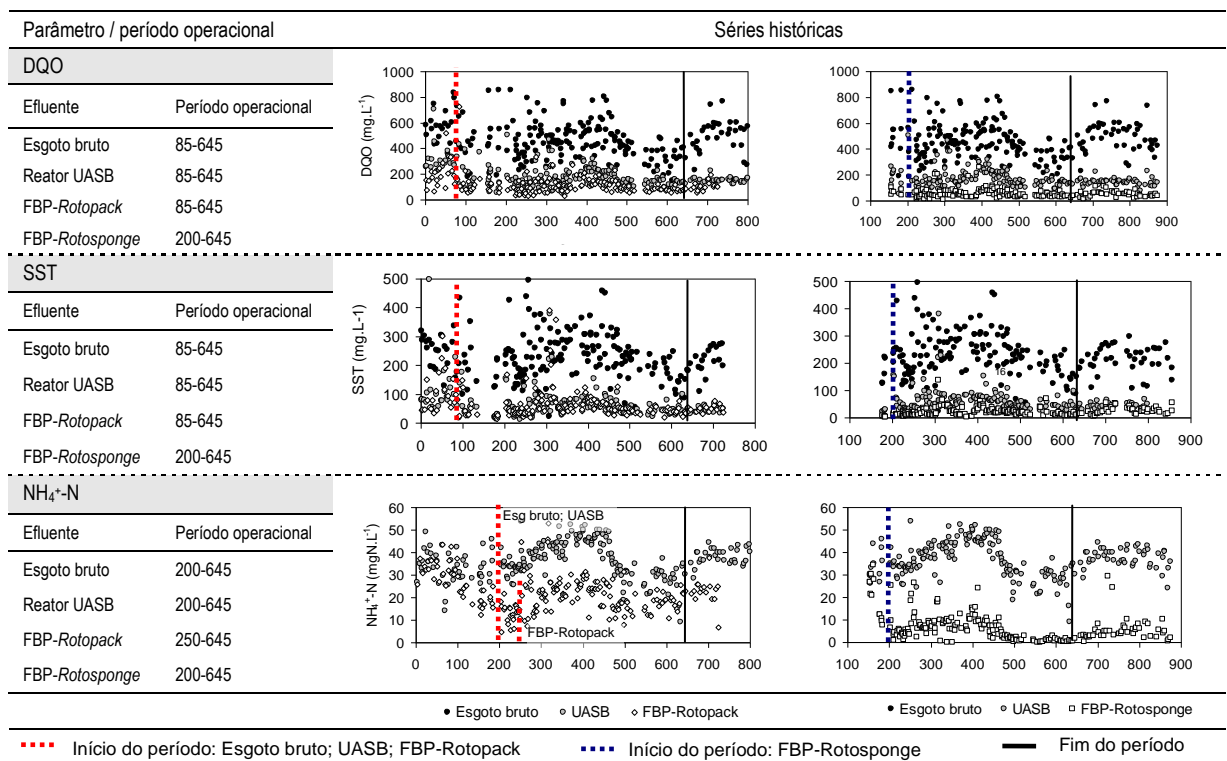 Parâmetro / período operacional
Séries históricas
DQO
Efluente Período operacional
Esgoto bruto 85-645
Reator UASB 85-645
FBP-Rotopack 85-645
FBP-Rotosponge 200-645
DQO (mg.L-1)
1000
800
600
400
200
0
0 100 200 300 400 500 600 700 800
1000
800
600
400
200
0
0 100 200 300 400 500 600 700 800 900
SST
Efluente Período operacional
Esgoto bruto 85-645
Reator UASB 85-645
FBP-Rotopack 85-645
FBP-Rotosponge 200-645
SST (mg.L-1)
500
400
300
200
100
0
0 100 200 300 400 500 600 700 800
500
400
300
200
100
0
16
100 200 300 400 500 600 700 800 900
NH₄⁺-N
Efluente Período operacional
Esgoto bruto 200-645
Reator UASB 200-645
FBP-Rotopack 250-645
FBP-Rotosponge 200-645
NH₄⁺-N (mgN.L-1)
60
50
40
30
20
10
0
Esg bruto; UASB
FBP-Rotopack
0 100 200 300 400 500 600 700 800
60
50
40
30
20
10
0
100 200 300 400 500 600 700 800 900
Esgoto bruto UASB FBP-Rotopack
Esgoto bruto UASB FBP-Rotosponge
Início do período: Esgoto bruto; UASB; FBP-Rotopack
Início do período: FBP-Rotosponge
Fim do período